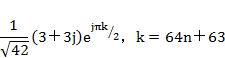 1/√42 (3+3j)e^{jπk/2}, k = 64n+63